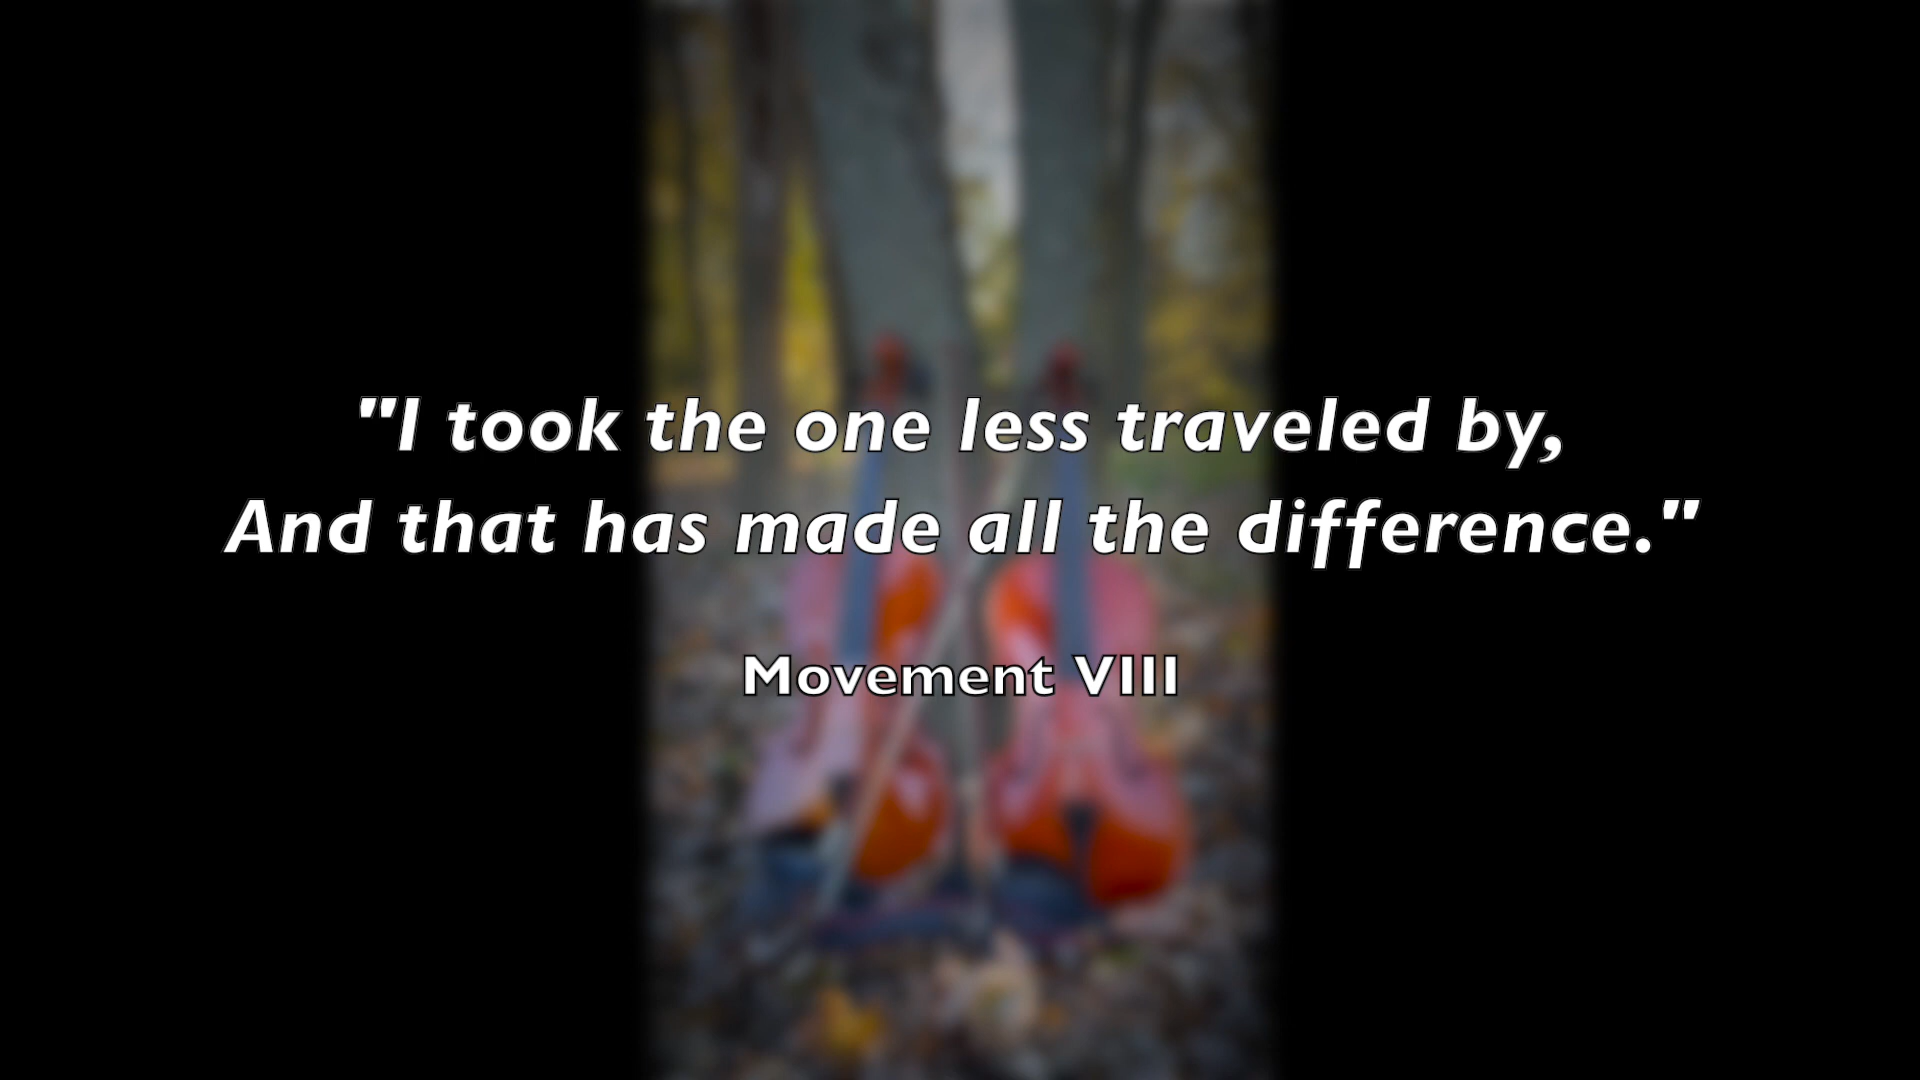 "I took the one less traveled by,
And that has made all the difference."
Movement VIII